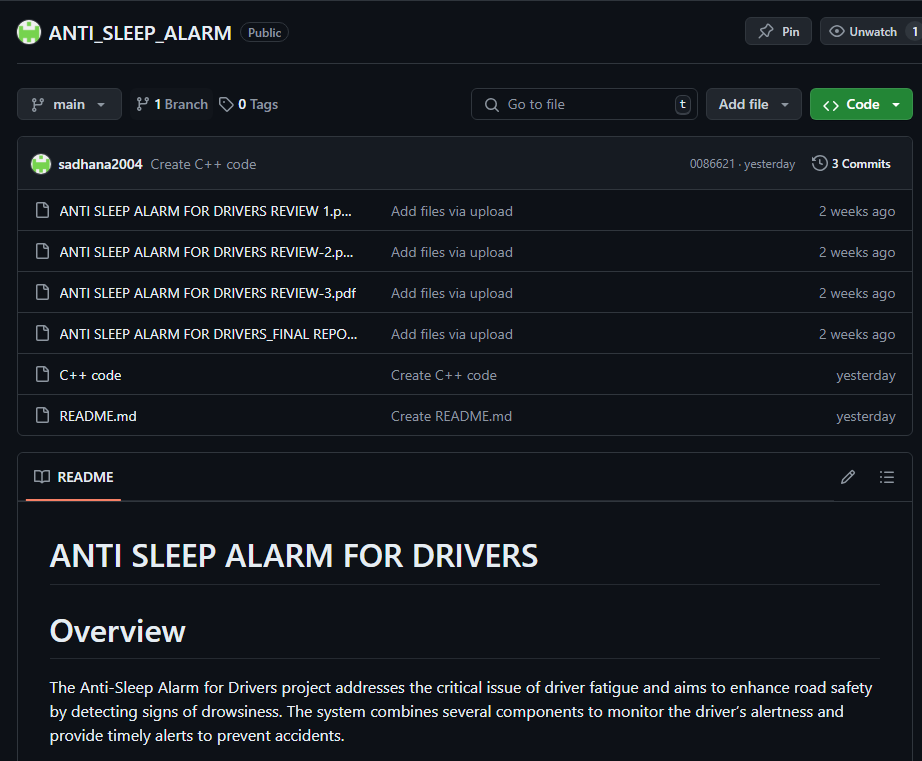 ANTI_SLEEP_ALARM Public Pin Unwatch 1
main 1 Branch 0 Tags Go to file t Add file Code
sadhana2004 Create C++ code 0086621 · yesterday 3 Commits
ANTI SLEEP ALARM FOR DRIVERS REVIEW 1.p... Add files via upload 2 weeks ago
ANTI SLEEP ALARM FOR DRIVERS REVIEW-2.p... Add files via upload 2 weeks ago
ANTI SLEEP ALARM FOR DRIVERS REVIEW-3.pdf Add files via upload 2 weeks ago
ANTI SLEEP ALARM FOR DRIVERS_FINAL REPO... Add files via upload 2 weeks ago
C++ code Create C++ code yesterday
README.md Create README.md yesterday
README
ANTI SLEEP ALARM FOR DRIVERS
Overview
The Anti-Sleep Alarm for Drivers project addresses the critical issue of driver fatigue and aims to enhance road safety
by detecting signs of drowsiness. The system combines several components to monitor the driver's alertness and
provide timely alerts to prevent accidents.